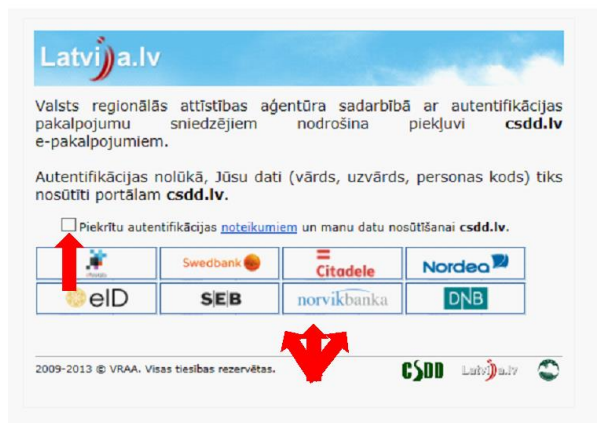 Latvija.lv
Valsts reģionālās attīstības aģentūra sadarbībā ar autentifikācijas
pakalpojumu sniedzējiem nodrošina piekļuvi csdd.lv
e-pakalpojumiem.
Autentifikācijas nolūkā, Jūsu dati (vārds, uzvārds, personas kods) tiks
nosūtīti portālam csdd.lv.
Piekrītu autentifikācijas noteikumiem un manu datu nosūtīšanai csdd.lv.
Swedbank Citadele Nordea
eID SEB norvikbanka DNB
2009-2013 © VRAA. Visas tiesības rezervētas. CSDD Latvija.lv